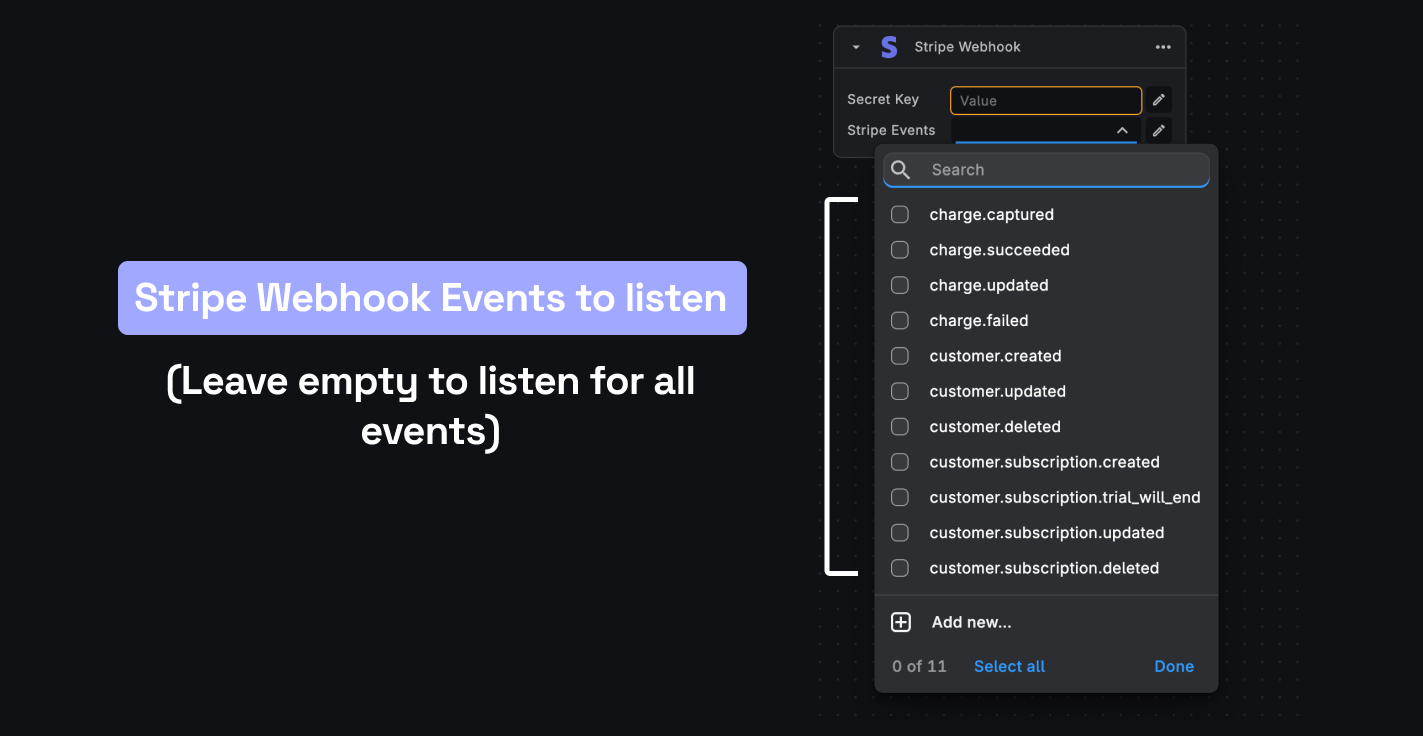 Stripe Webhook Events to listen
(Leave empty to listen for all
events)
Stripe Webhook
Secret Key
Value
Stripe Events
Search
charge.captured
charge.succeeded
charge.updated
charge.failed
customer.created
customer.updated
customer.deleted
customer.subscription.created
customer.subscription.trial_will_end
customer.subscription.updated
customer.subscription.deleted
Add new...
0 of 11 Select all Done